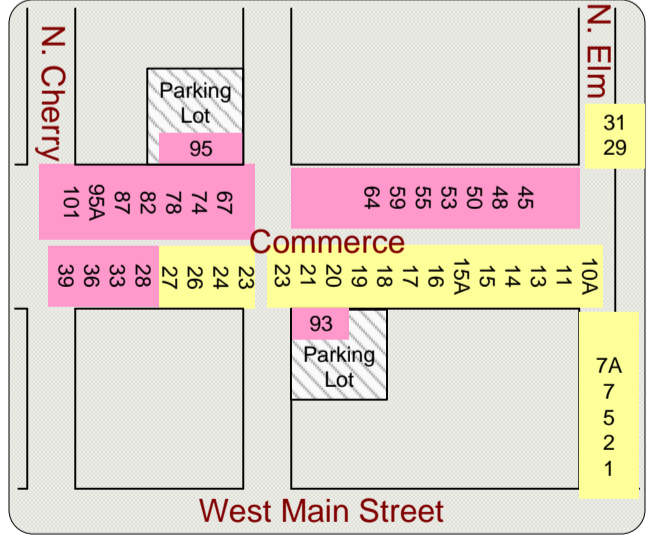 N. Cherry
N. Elm
Parking
Lot
95
31
29
101 95A 87 82 78 74 67
64 59 55 53 50 48 45
Commerce
39 36 33 28 27 26 24 23
23 21 20 19 18 17 16 15A 15 14 13 11 10A
93
Parking
Lot
7A
7
5
2
1
West Main Street